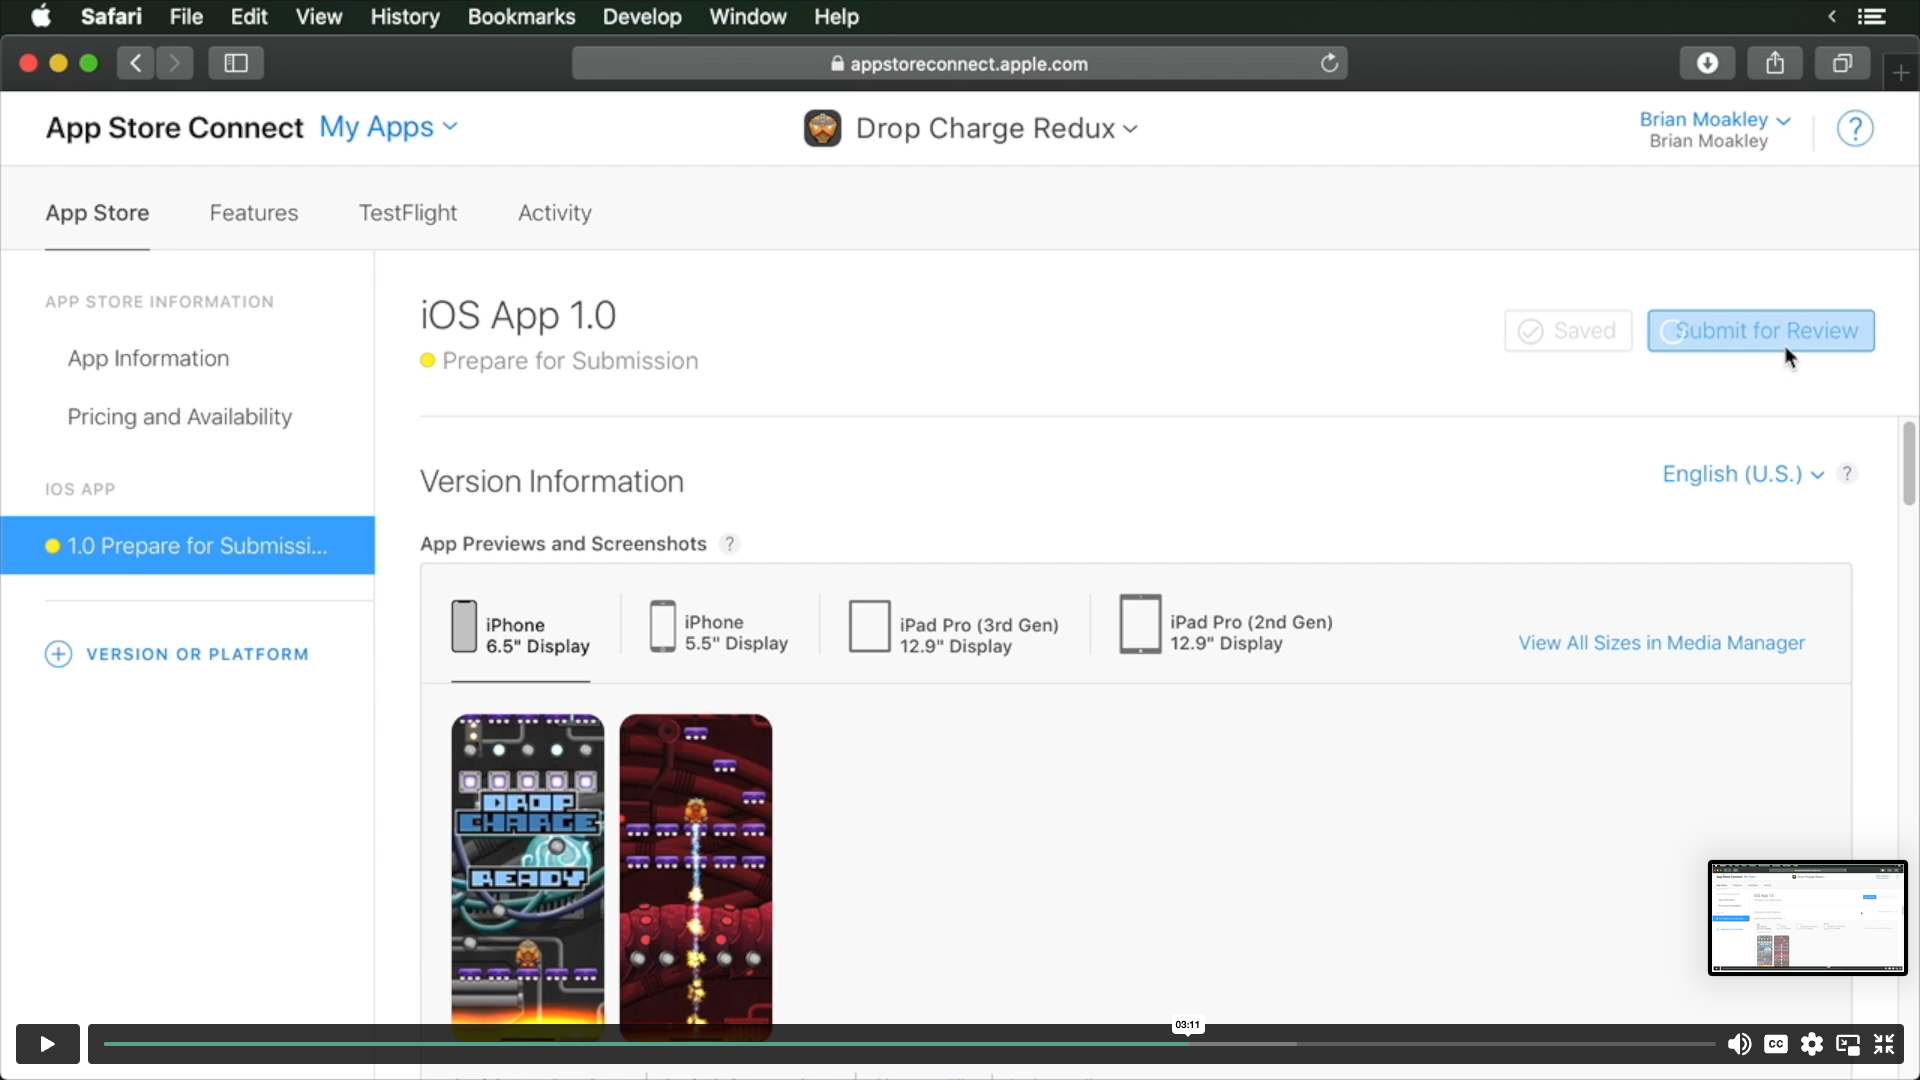 Safari File Edit View History Bookmarks Develop Window Help
appstoreconnect.apple.com
App Store Connect My Apps
Drop Charge Redux
Brian Moakley
Brian Moakley
?
App Store Features TestFlight Activity
APP STORE INFORMATION
App Information
Pricing and Availability
IOS APP
1.0 Prepare for Submissi...
VERSION OR PLATFORM
iOS App 1.0
Prepare for Submission
Saved
Submit for Review
Version Information
English (U.S.) ?
App Previews and Screenshots ?
iPhone
6.5" Display
iPhone
5.5" Display
iPad Pro (3rd Gen)
12.9" Display
iPad Pro (2nd Gen)
12.9" Display
View All Sizes in Media Manager
DROP
CHARGE
READY
03:11
CC